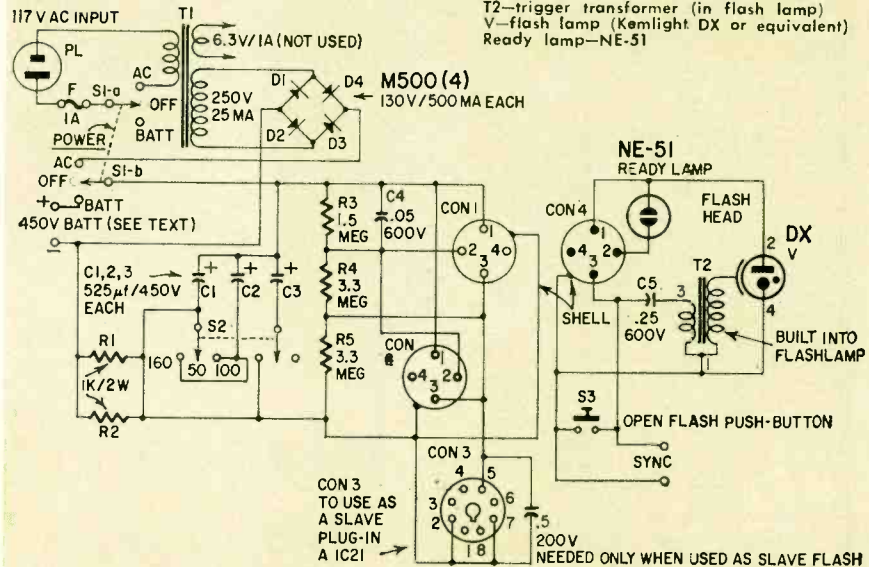 T2—trigger transformer (in flash lamp)
V—flash lamp (Kemlight DX or equivalent)
Ready lamp—NE-51
117 V AC INPUT
T1
PL
6.3V/1A (NOT USED)
AC
F
S1-a
OFF
1A
POWER
BATT
250V
25 MA
D1
D4
D2
D3
M500 (4)
130V/500 MA EACH
AC
S1-b
OFF
+
BATT
450V BATT (SEE TEXT)
—
C1,2,3
525µf/450V
EACH
+
C1
+
C2
+
C3
S2
160
50
100
R1
1K/2W
R2
R3
1.5
MEG
R4
3.3
MEG
R5
3.3
MEG
C4
.05
600V
CON 1
1
2
4
3
CON
1
4
2
3
SHELL
CON 3
4
5
3
6
2
7
1
8
CON 3
TO USE AS
A SLAVE
PLUG-IN
A 1C21
.5
200V
NEEDED ONLY WHEN USED AS SLAVE FLASH
NE-51
READY LAMP
CON 4
1
4
2
3
FLASH
HEAD
2
DX
V
4
C5
.25
600V
3
T2
1
BUILT INTO
FLASHLAMP
S3
OPEN FLASH PUSH-BUTTON
SYNC